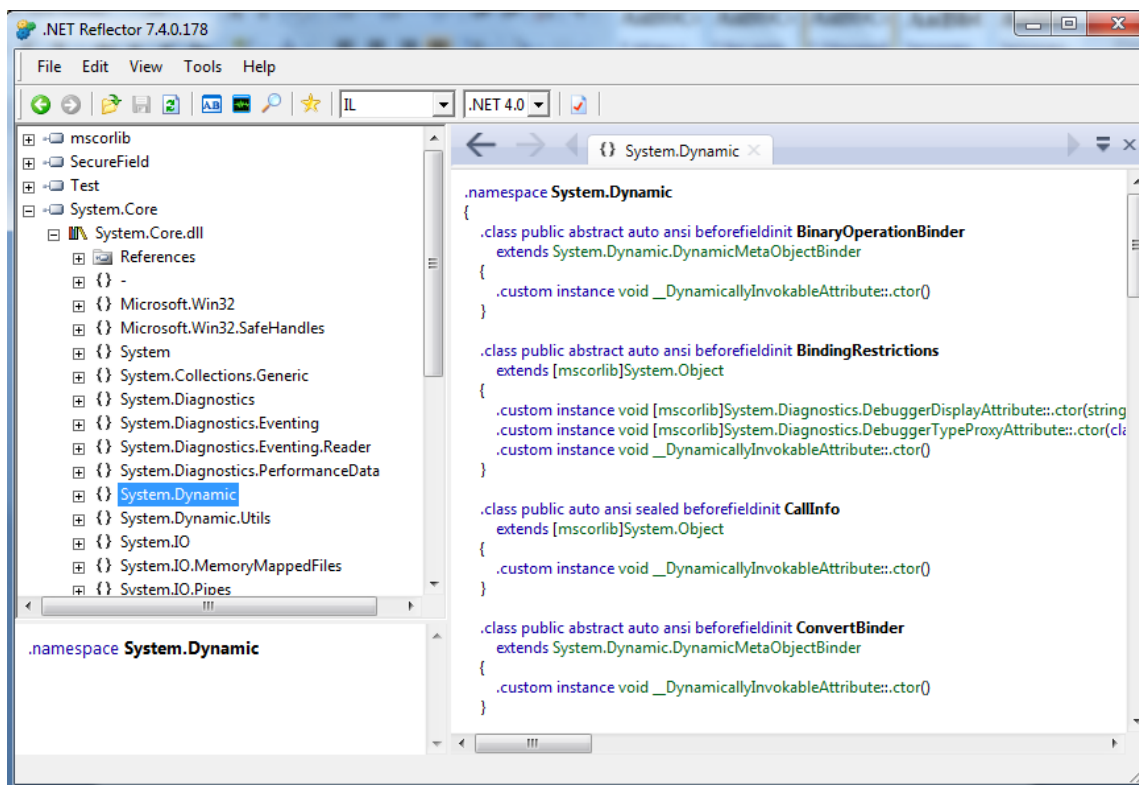 .NET Reflector 7.4.0.178
File Edit View Tools Help
IL .NET 4.0
mscorlib
SecureField
Test
System.Core
System.Core.dll
References
{} -
{} Microsoft.Win32
{} Microsoft.Win32.SafeHandles
{} System
{} System.Collections.Generic
{} System.Diagnostics
{} System.Diagnostics.Eventing
{} System.Diagnostics.Eventing.Reader
{} System.Diagnostics.PerformanceData
{} System.Dynamic
{} System.Dynamic.Utils
{} System.IO
{} System.IO.MemoryMappedFiles
{} System.IO.Pipes
.namespace System.Dynamic
{} System.Dynamic
.namespace System.Dynamic
{
.class public abstract auto ansi beforefieldinit BinaryOperationBinder
extends System.Dynamic.DynamicMetaObjectBinder
{
.custom instance void __DynamicallyInvokableAttribute::.ctor()
}
.class public abstract auto ansi beforefieldinit BindingRestrictions
extends [mscorlib]System.Object
{
.custom instance void [mscorlib]System.Diagnostics.DebuggerDisplayAttribute::.ctor(string
.custom instance void [mscorlib]System.Diagnostics.DebuggerTypeProxyAttribute::.ctor(cla
.custom instance void __DynamicallyInvokableAttribute::.ctor()
}
.class public auto ansi sealed beforefieldinit CallInfo
extends [mscorlib]System.Object
{
.custom instance void __DynamicallyInvokableAttribute::.ctor()
}
.class public abstract auto ansi beforefieldinit ConvertBinder
extends System.Dynamic.DynamicMetaObjectBinder
{
.custom instance void __DynamicallyInvokableAttribute::.ctor()
}